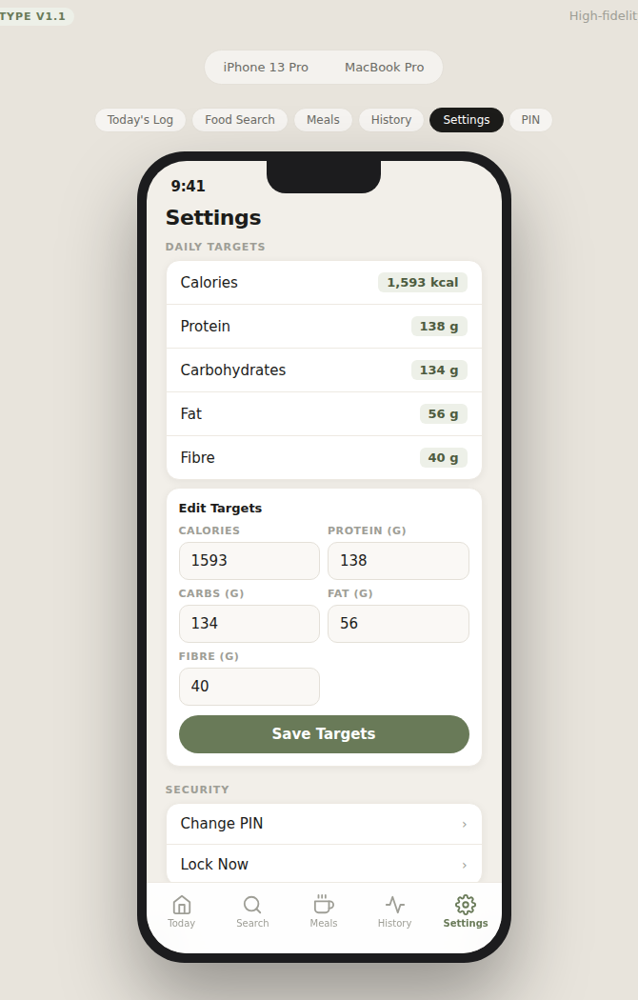 TYPE V1.1
High-fidelit
iPhone 13 Pro MacBook Pro
Today's Log Food Search Meals History Settings PIN
9:41
Settings
DAILY TARGETS
Calories 1,593 kcal
Protein 138 g
Carbohydrates 134 g
Fat 56 g
Fibre 40 g
Edit Targets
CALORIES PROTEIN (G)
1593 138
CARBS (G) FAT (G)
134 56
FIBRE (G)
40
Save Targets
SECURITY
Change PIN ›
Lock Now ›
Today Search Meals History Settings